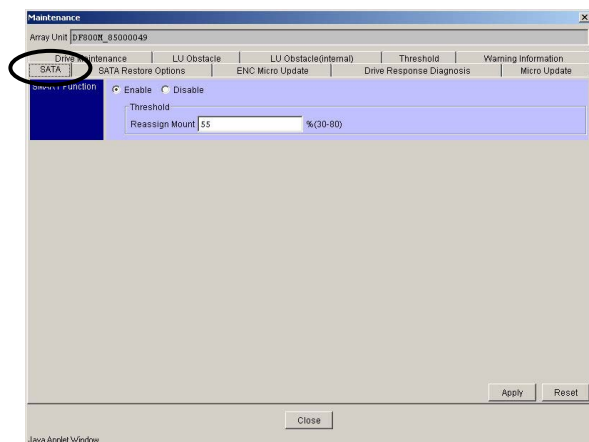 Maintenance
Array Unit DF800M_85000049
Drive Maintenance LU Obstacle LU Obstacle(internal) Threshold Warning Information
SATA SATA Restore Options ENC Micro Update Drive Response Diagnosis Micro Update
SMART Function Enable Disable
Threshold
Reassign Mount 55 %(30-80)
Apply Reset
Close
Java Applet Window